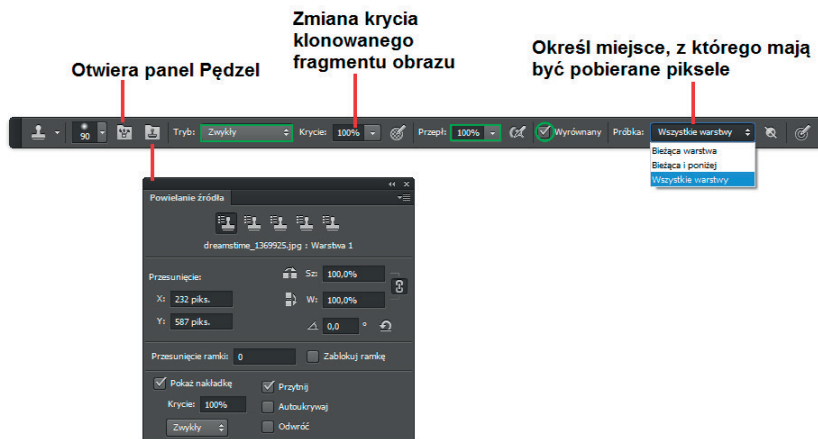 Zmiana krycia
klonowanego
fragmentu obrazu
Otwiera panel Pędzel
Określ miejsce, z którego mają
być pobierane piksele
90 Tryb: Zwykły Krycie: 100% Przepł: 100% Wyrównany Próbka: Wszystkie warstwy
Bieżąca warstwa
Bieżąca i poniżej
Wszystkie warstwy
Powielanie źródła
dreamstime_1369925.jpg : Warstwa 1
Przesunięcie: Sz: 100,0%
X: 232 piks. W: 100,0%
Y: 587 piks. 0,0 °
Przesunięcie ramki: 0 Zablokuj ramkę
Pokaż nakładkę Przytnij
Krycie: 100% Autoukrywaj
Zwykły Odwróć